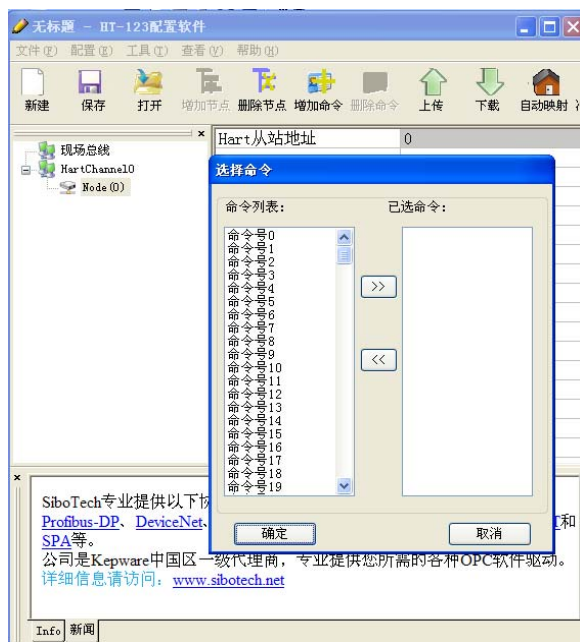 无标题 - HT-123配置软件
文件(F) 配置(E) 工具(T) 查看(V) 帮助(H)
新建 保存 打开 增加节点 删除节点 增加命令 删除命令 上传 下载 自动映射
现场总线
HartChannel0
Node(0)
Hart从站地址 0
选择命令
命令列表: 已选命令:
命令号0
命令号1
命令号2
命令号3
命令号4
命令号5
命令号6
命令号7
命令号8
命令号9
命令号10
命令号11
命令号12
命令号13
命令号14
命令号15
命令号16
命令号17
命令号18
命令号19
>>
<<
确定 取消
SiboTech专业提供以下协
Profibus-DP、DeviceNet、 和
SPA等。
公司是Kepware中国区一级代理商，专业提供您所需的各种OPC软件驱动。
详细信息请访问：www.sibotech.net
Info 新闻